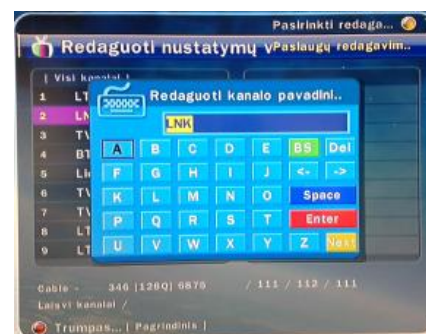 Pasirinkti redaga...
Redaguoti nustatymų vPaslaugų redagavim..
| Visi kanalai |
1 LT
2 LN
3 TV
4 BT
5 Li
6 TV
7 TV
8 LT
9 LT
Redaguoti kanalo pavadini..
LNK
A B C D E BS Del
F G H I J <- ->
K L M N O Space
P Q R S T Enter
U V W X Y Z Next
Cable - 346 [128Q] 6875 / 111 / 112 / 111
Laisvi kanalai /
Trumpas... | Pagrindinis |